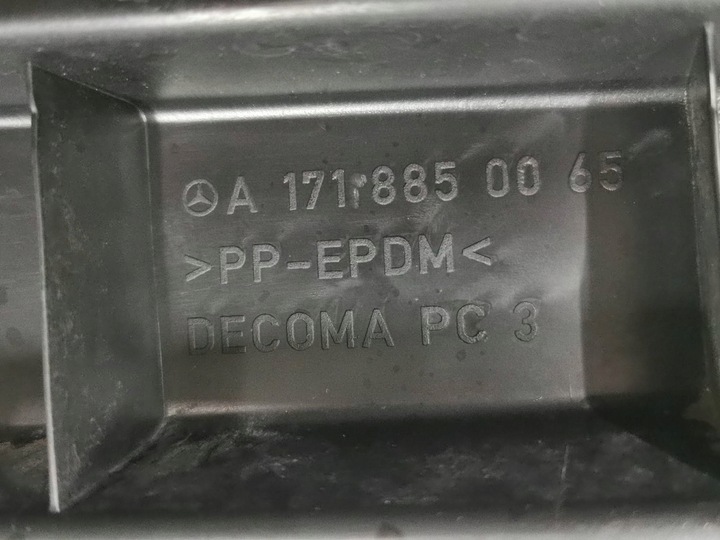 A 171 885 00 65
>PP-EPDM<
DECOMA PC 3